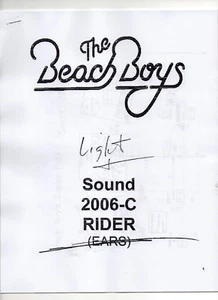 The
Beach Boys
Light
Sound
2006-C
RIDER
(EARS)